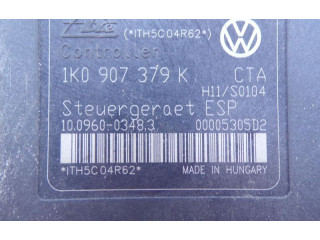 Ate (*ITH5C04R62*)
Controller
1K0 907 379 K CTA
H11/S0104
Steuergeraet ESP
10.0960-0348.3 00005305D2
*ITH5C04R62* MADE IN HUNGARY